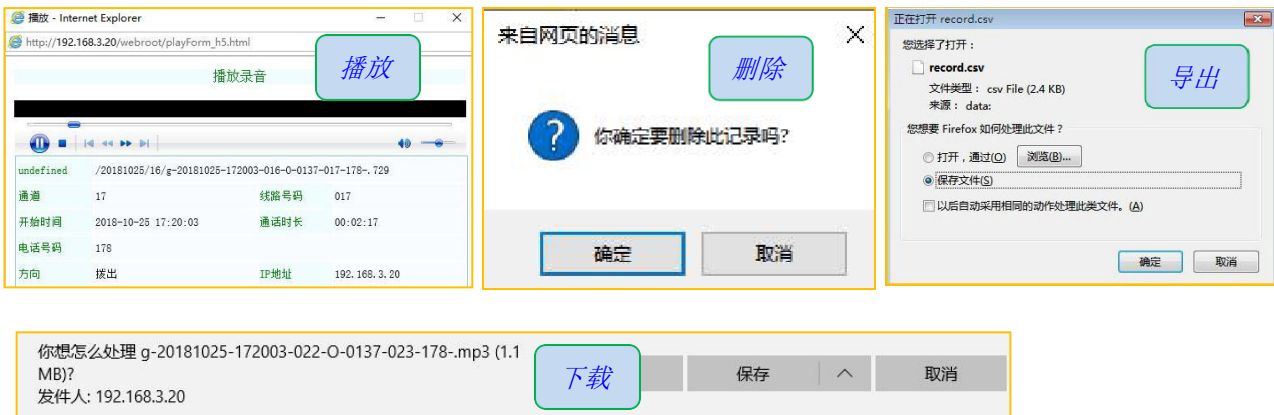 播放 - Internet Explorer
http://192.168.3.20/webroot/playForm_h5.html
播放
播放录音
undefined /20181025/16/g-20181025-172003-016-0-0137-017-178-.729
通道 17 线路号码 017
开始时间 2018-10-25 17:20:03 通话时长 00:02:17
电话号码 178
方向 拨出 IP地址 192.168.3.20
来自网页的消息
删除
你确定要删除此记录吗?
确定 取消
正在打开 record.csv
您选择了打开：
record.csv
文件类型： csv File (2.4 KB)
来源： data:
导出
您想要 Firefox 如何处理此文件？
打开，通过(O) 浏览(B)...
保存文件(S)
以后自动采用相同的动作处理此类文件。(A)
确定 取消
你想怎么处理 g-20181025-172003-022-O-0137-023-178-.mp3 (1.1
MB)?
发件人: 192.168.3.20
下载
保存 取消